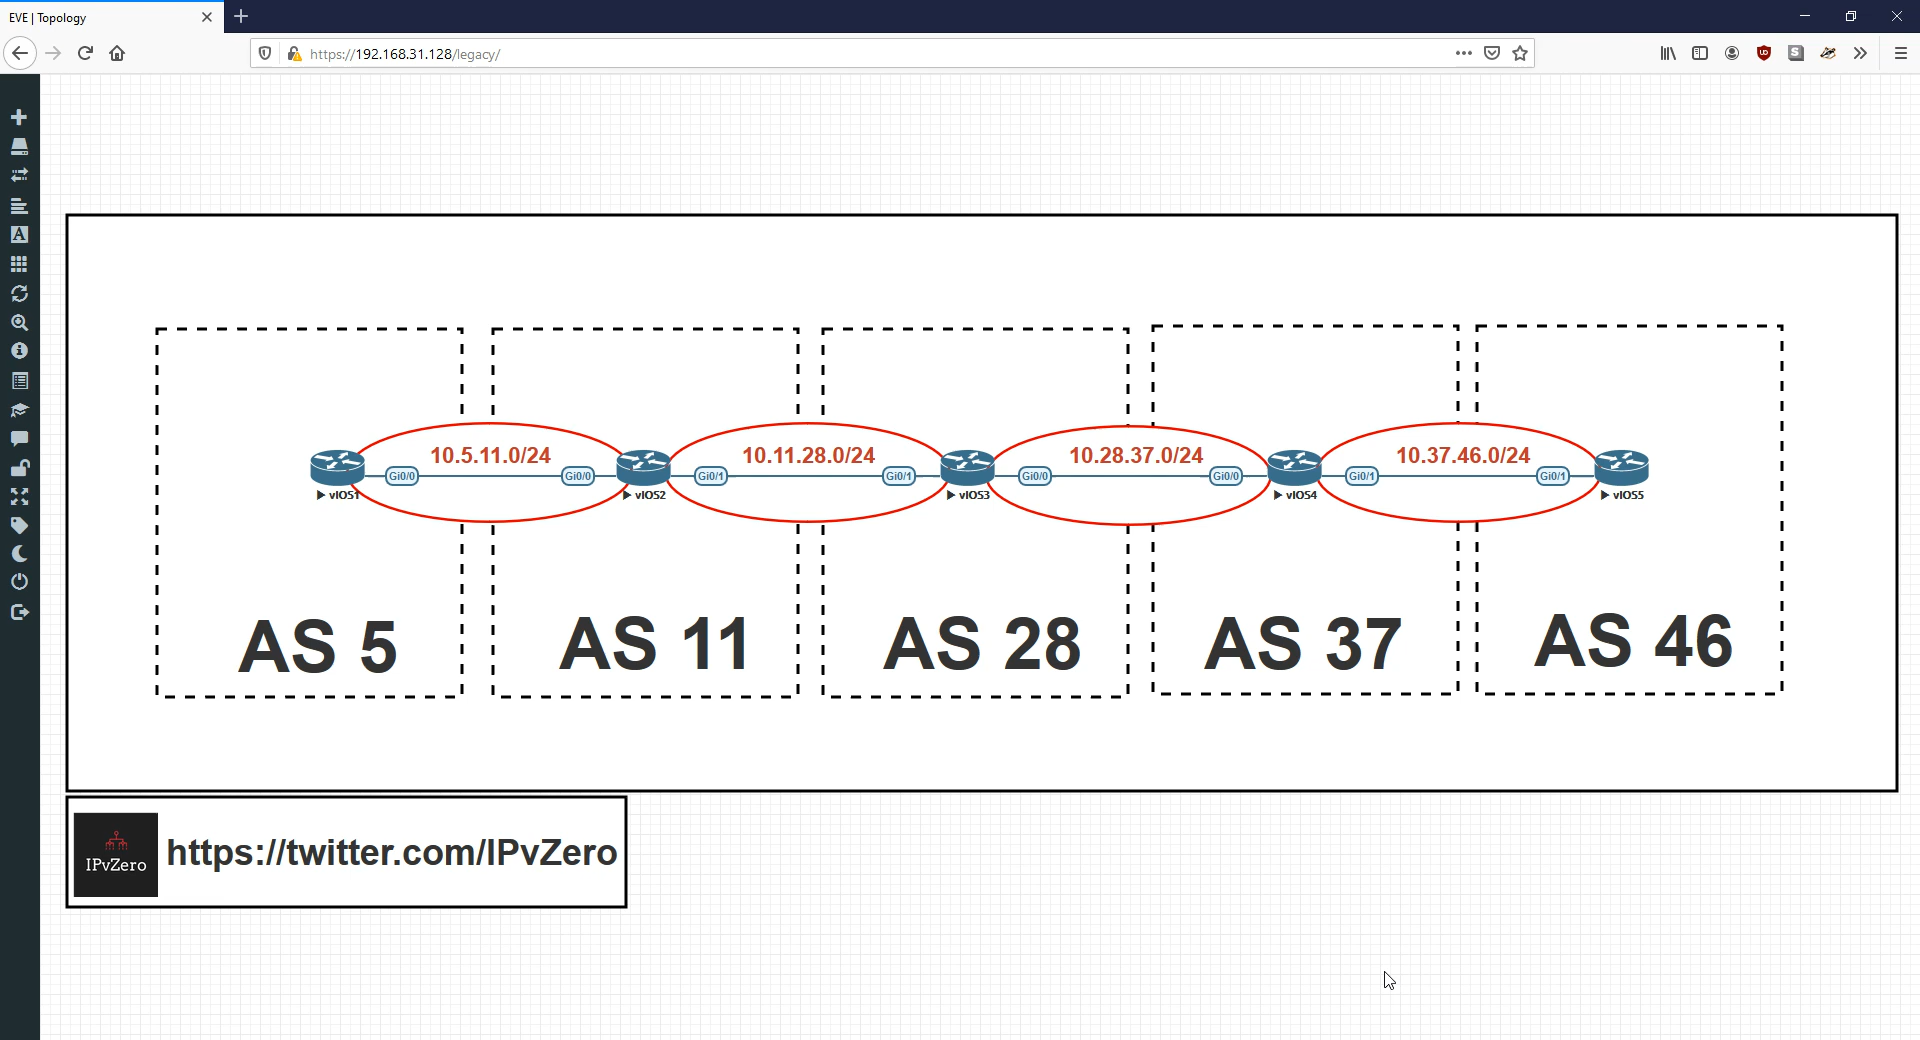 EVE | Topology
https://192.168.31.128/legacy/
10.5.11.0/24
10.11.28.0/24
10.28.37.0/24
10.37.46.0/24
Gi0/0
Gi0/0
Gi0/1
Gi0/1
Gi0/0
Gi0/0
Gi0/1
Gi0/1
vIOS1
vIOS2
vIOS3
vIOS4
vIOS5
AS 5
AS 11
AS 28
AS 37
AS 46
IPvZero
https://twitter.com/IPvZero